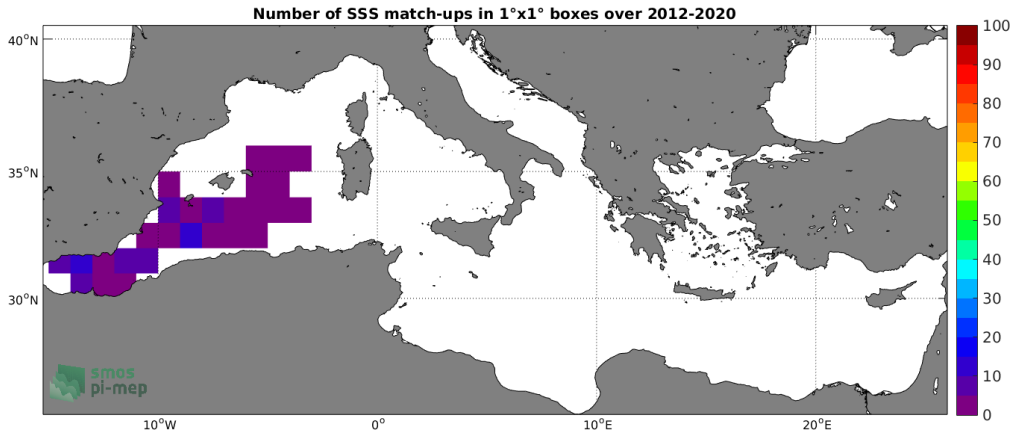 Number of SSS match-ups in 1°x1° boxes over 2012-2020
40°N
35°N
30°N
10°W
0°
10°E
20°E
100
90
80
70
60
50
40
30
20
10
0
smos
pi-mep